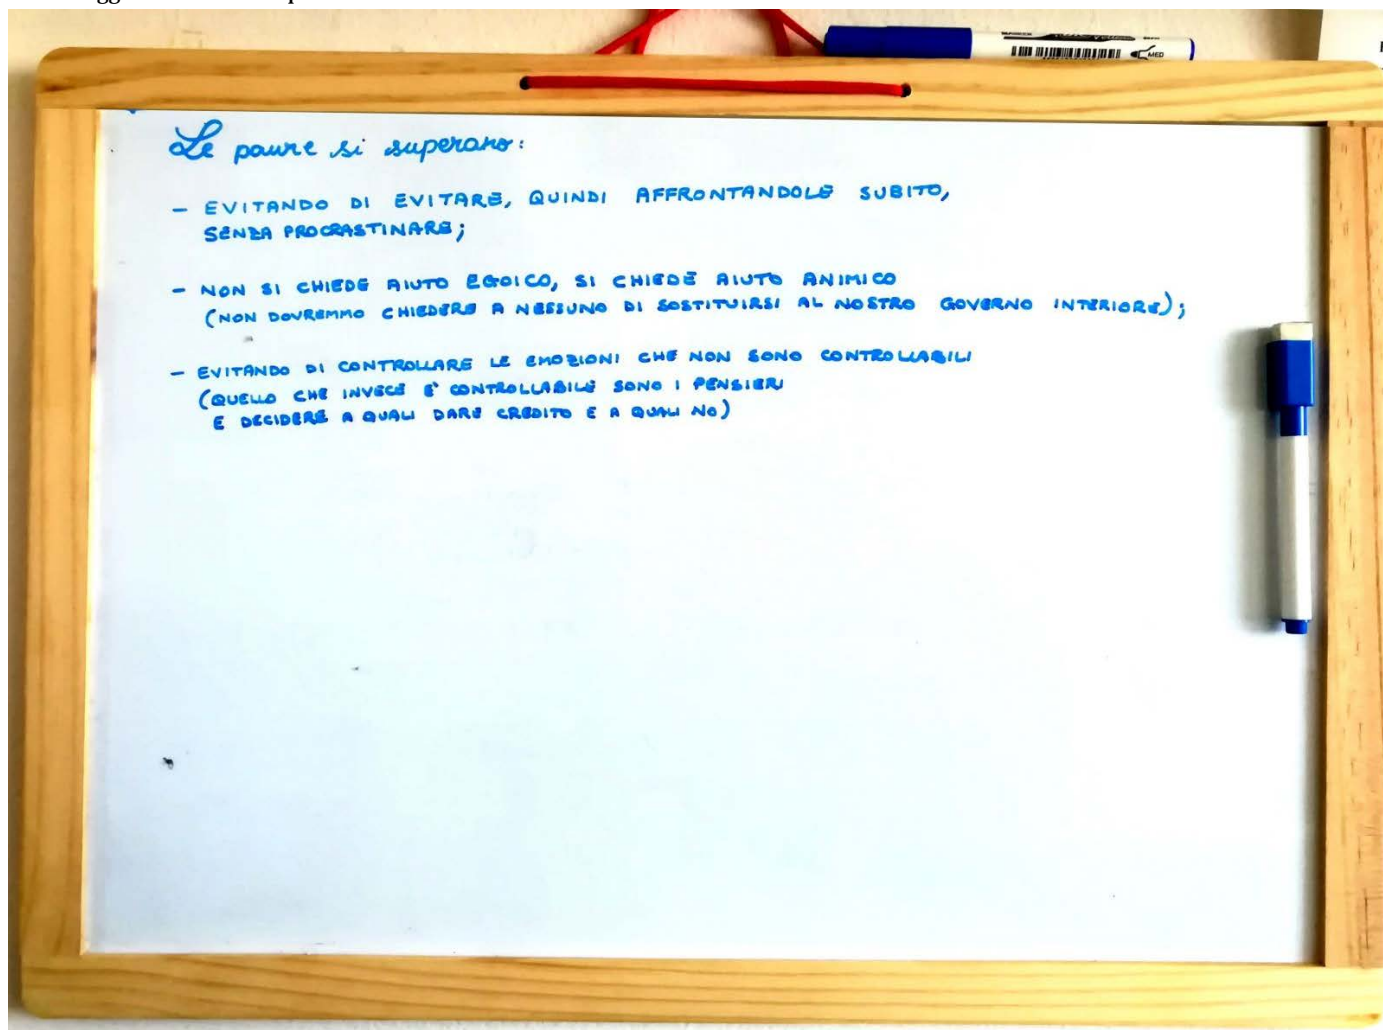 Le paure si superano:
- EVITANDO DI EVITARE, QUINDI AFFRONTANDOLE SUBITO,
SENZA PROCRASTINARE;
- NON SI CHIEDE AIUTO EGOICO, SI CHIEDE AIUTO ANIMICO
(NON DOVREMMO CHIEDERE A NESSUNO DI SOSTITUIRSI AL NOSTRO GOVERNO INTERIORE);
- EVITANDO DI CONTROLLARE LE EMOZIONI CHE NON SONO CONTROLLABILI
(QUELLO CHE INVECE E' CONTROLLABILE SONO I PENSIERI
E DECIDERE A QUALI DARE CREDITO E A QUALI NO)
MED